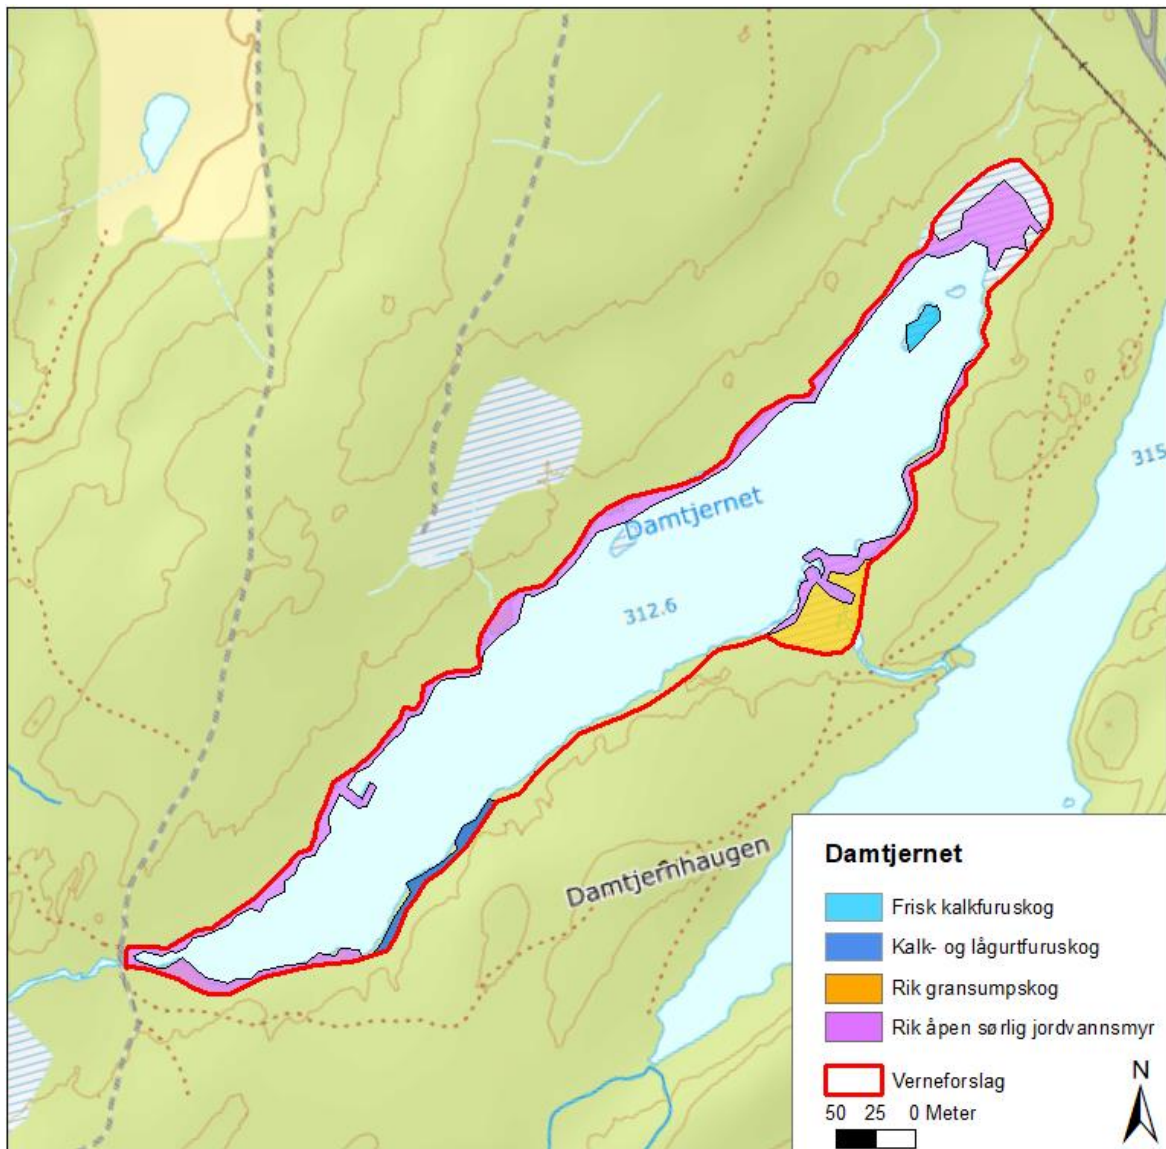 315
Damtjernet
312.6
Damtjernhaugen
Damtjernet
Frisk kalkfuruskog
Kalk- og lågurtfuruskog
Rik gransumpskog
Rik åpen sørlig jordvannsmyr
Verneforslag
N
50 25 0 Meter